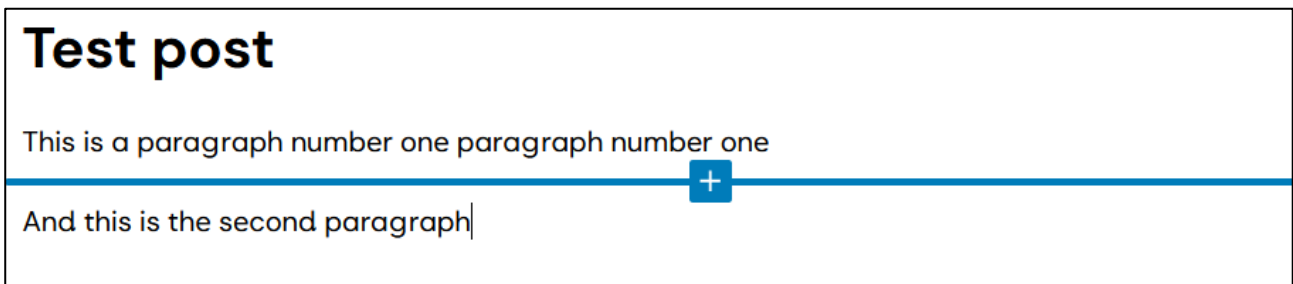 Test post
This is a paragraph number one paragraph number one
And this is the second paragraph